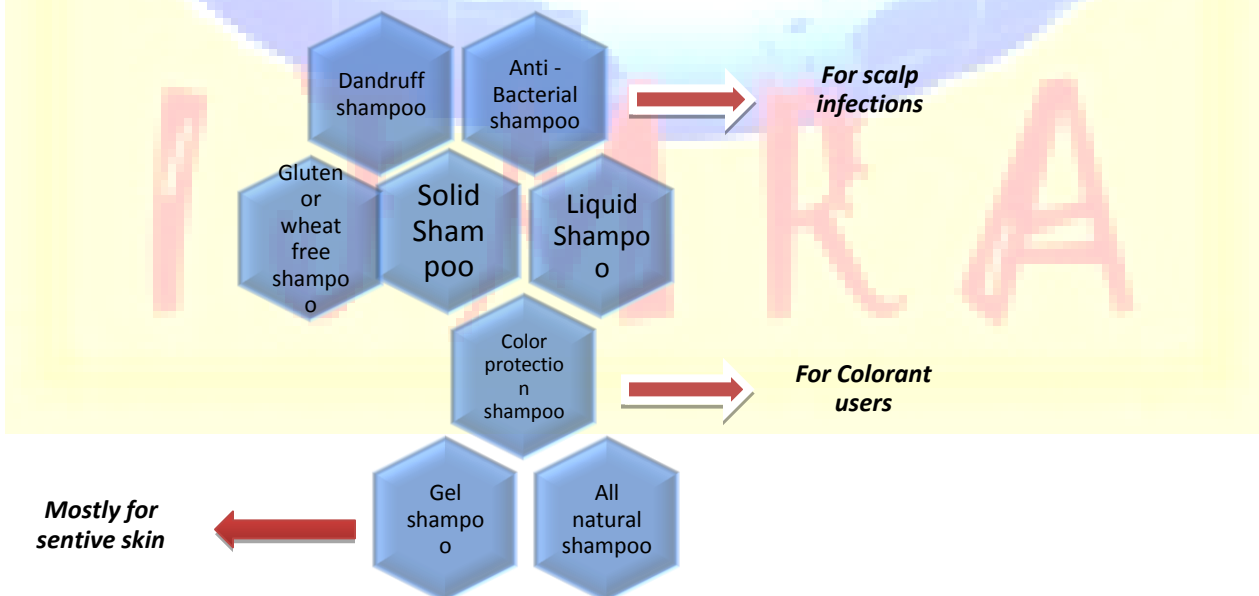 Dandruff
shampoo
Anti -
Bacterial
shampoo
For scalp
infections
Gluten
or
wheat
free
shampo
o
Solid
Sham
poo
Liquid
Shampo
o
Color
protectio
n
shampoo
For Colorant
users
Mostly for
sentive skin
Gel
shampo
o
All
natural
shampoo